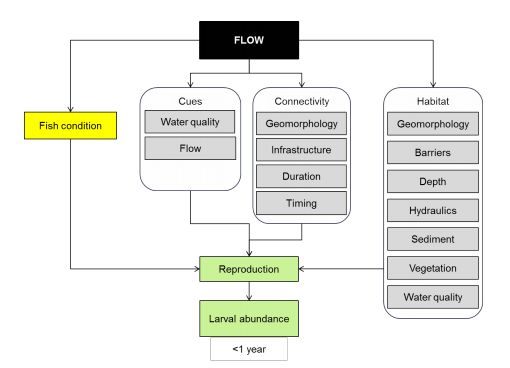 FLOW
Fish condition
Cues
Water quality
Flow
Connectivity
Geomorphology
Infrastructure
Duration
Timing
Habitat
Geomorphology
Barriers
Depth
Hydraulics
Sediment
Vegetation
Water quality
Reproduction
Larval abundance
<1 year